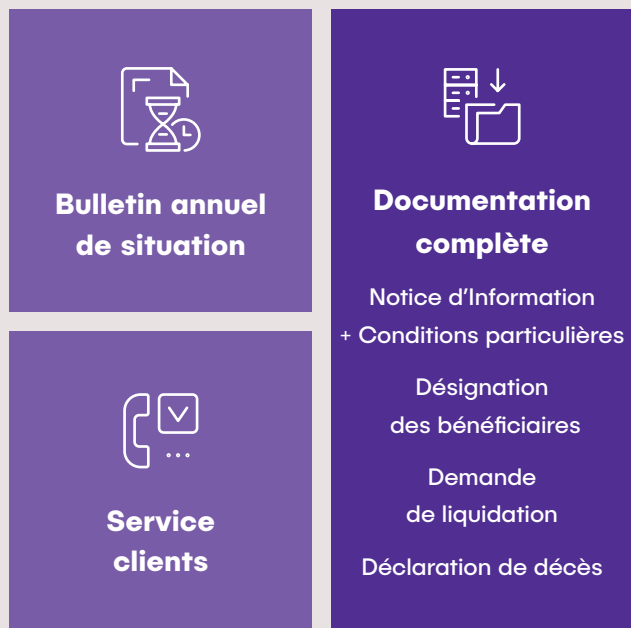 Bulletin annuel
de situation
Service
clients
Documentation
complète
Notice d'Information
+ Conditions particulières
Désignation
des bénéficiaires
Demande
de liquidation
Déclaration de décès